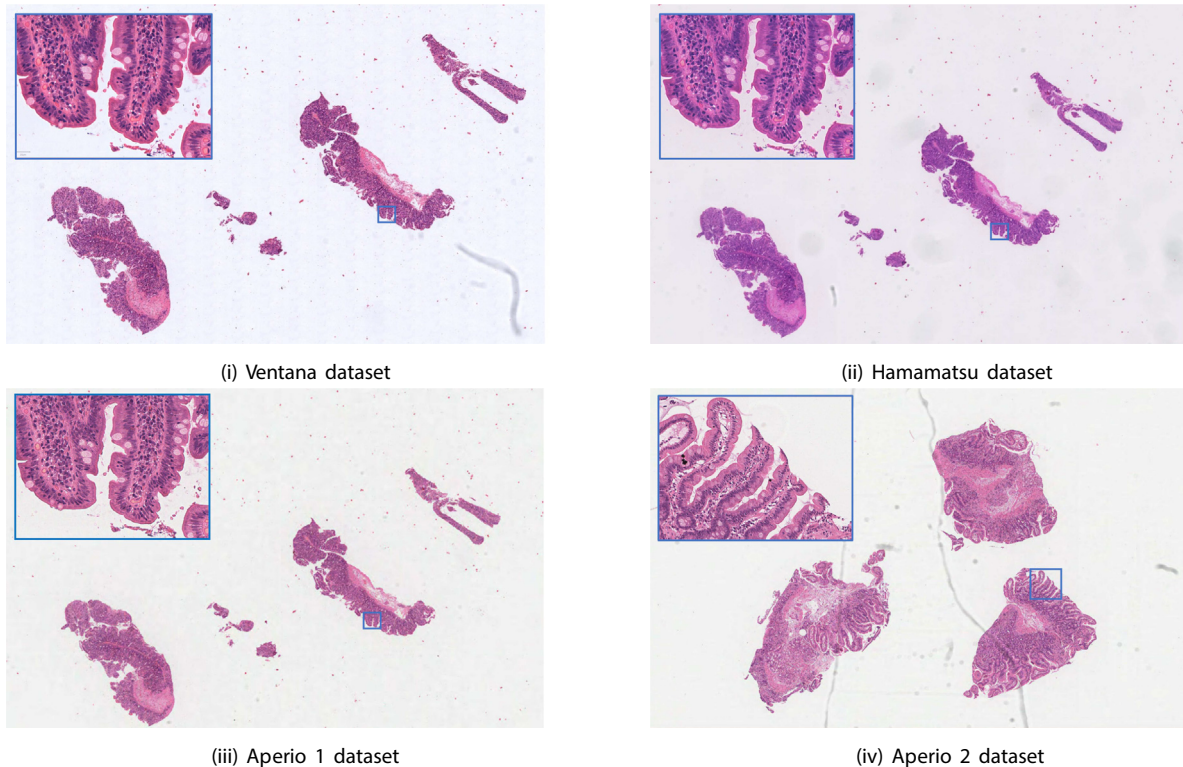 (i) Ventana dataset
(ii) Hamamatsu dataset
(iii) Aperio 1 dataset
(iv) Aperio 2 dataset